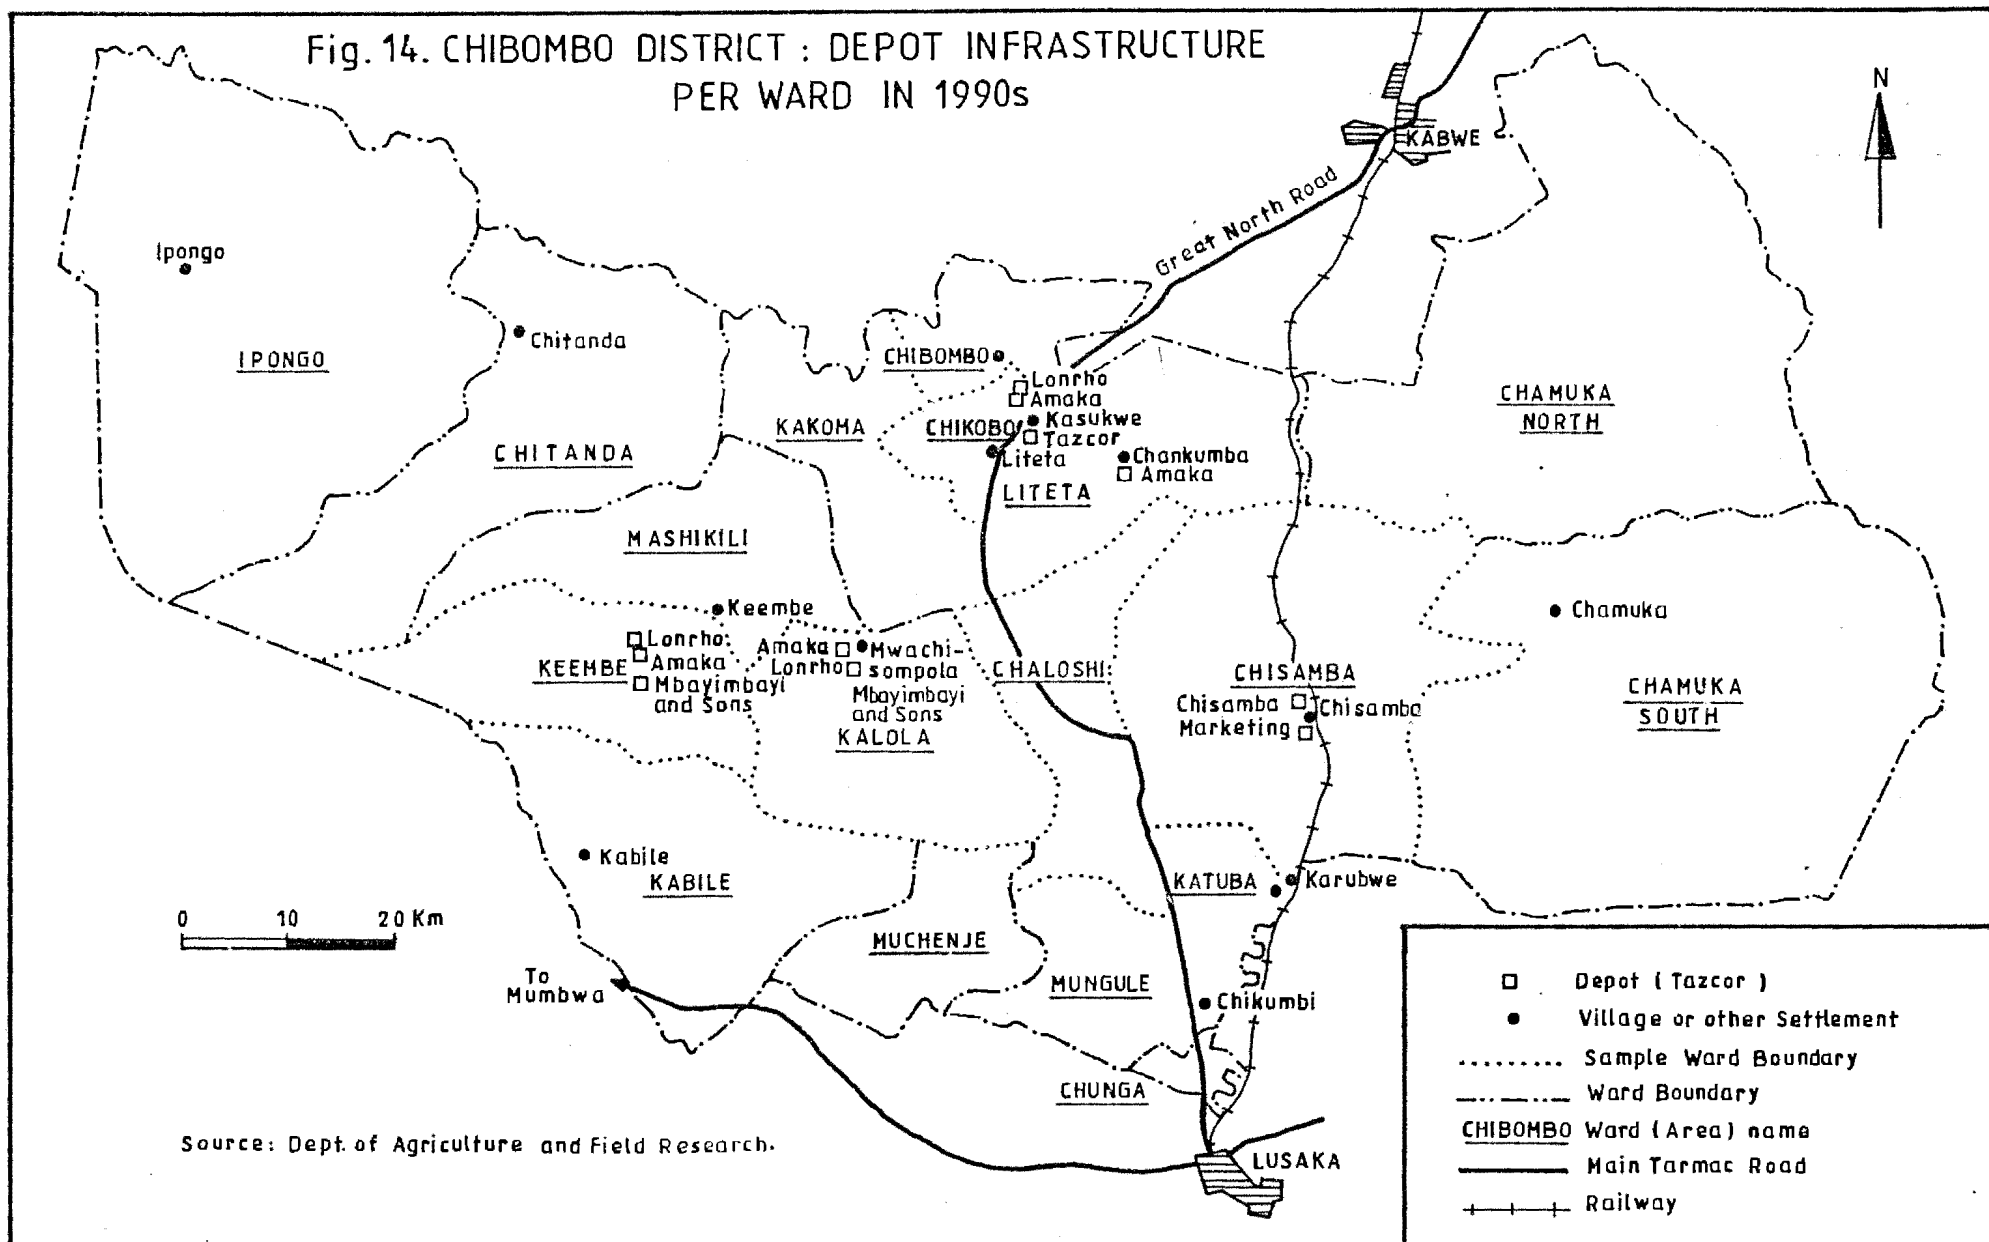 Fig. 14. CHIBOMBO DISTRICT : DEPOT INFRASTRUCTURE
PER WARD IN 1990s
N
KABWE
Great North Road
Ipongo
IPONGO
Chitanda
CHITANDA
CHIBOMBO
Lonrho
Amaka
KAKOMA
CHIKOBO
Kasukwe
Tazcor
Liteta
Chankumba
Amaka
LITETA
CHAMUKA
NORTH
MASHIKILI
Keembe
Lonrho
KEEMBE
Amaka
Mbayimbayi
and Sons
Amaka
Mwachi-
sompola
Lonrho
Mbayimbayi
and Sons
KALOLA
CHALOSHI
CHISAMBA
Chisamba
Marketing
Chisamba
Chamuka
CHAMUKA
SOUTH
Kabile
KABILE
KATUBA
Karubwe
0 10 20 Km
MUCHENJE
MUNGULE
To
Mumbwa
Chikumbi
CHUNGA
LUSAKA
Source: Dept. of Agriculture and Field Research.
Depot ( Tazcor )
Village or other Settlement
Sample Ward Boundary
Ward Boundary
CHIBOMBO Ward (Area) name
Main Tarmac Road
Railway